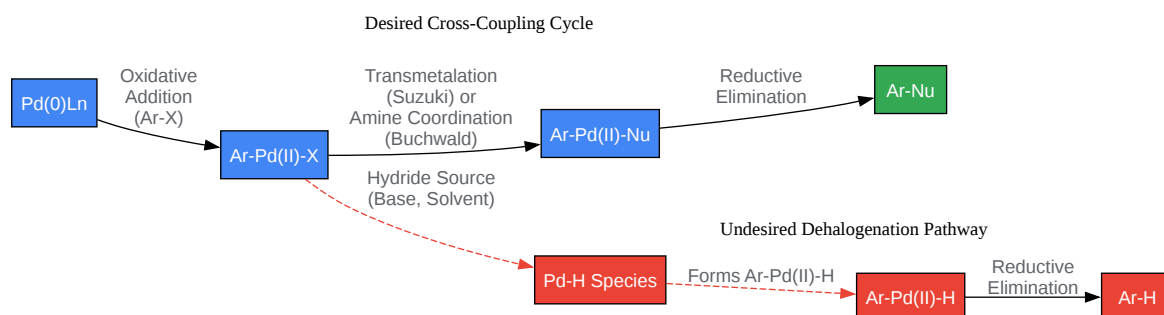 Desired Cross-Coupling Cycle
Pd(0)Ln
Oxidative
Addition
(Ar-X)
Ar-Pd(II)-X
Transmetalation
(Suzuki) or
Amine Coordination
(Buchwald)
Ar-Pd(II)-Nu
Reductive
Elimination
Ar-Nu
Hydride Source
(Base, Solvent)
Undesired Dehalogenation Pathway
Pd-H Species
Forms Ar-Pd(II)-H
Ar-Pd(II)-H
Reductive
Elimination
Ar-H